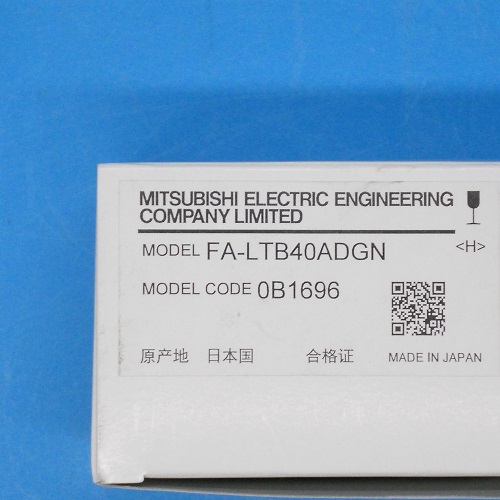 MITSUBISHI ELECTRIC ENGINEERING
COMPANY LIMITED
MODEL FA-LTB40ADGN
<H>
MODEL CODE 0B1696
原产地 日本国 合格证 MADE IN JAPAN